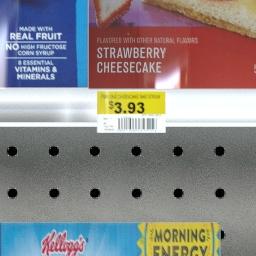 MADE WITH
REAL FRUIT
NO HIGH FRUCTOSE
CORN SYRUP
8 ESSENTIAL
VITAMINS &
MINERALS
FLAVORED WITH OTHER NATURAL FLAVORS
STRAWBERRY
CHEESECAKE
$3.93
Kellogg's
MORNING
ENERGY